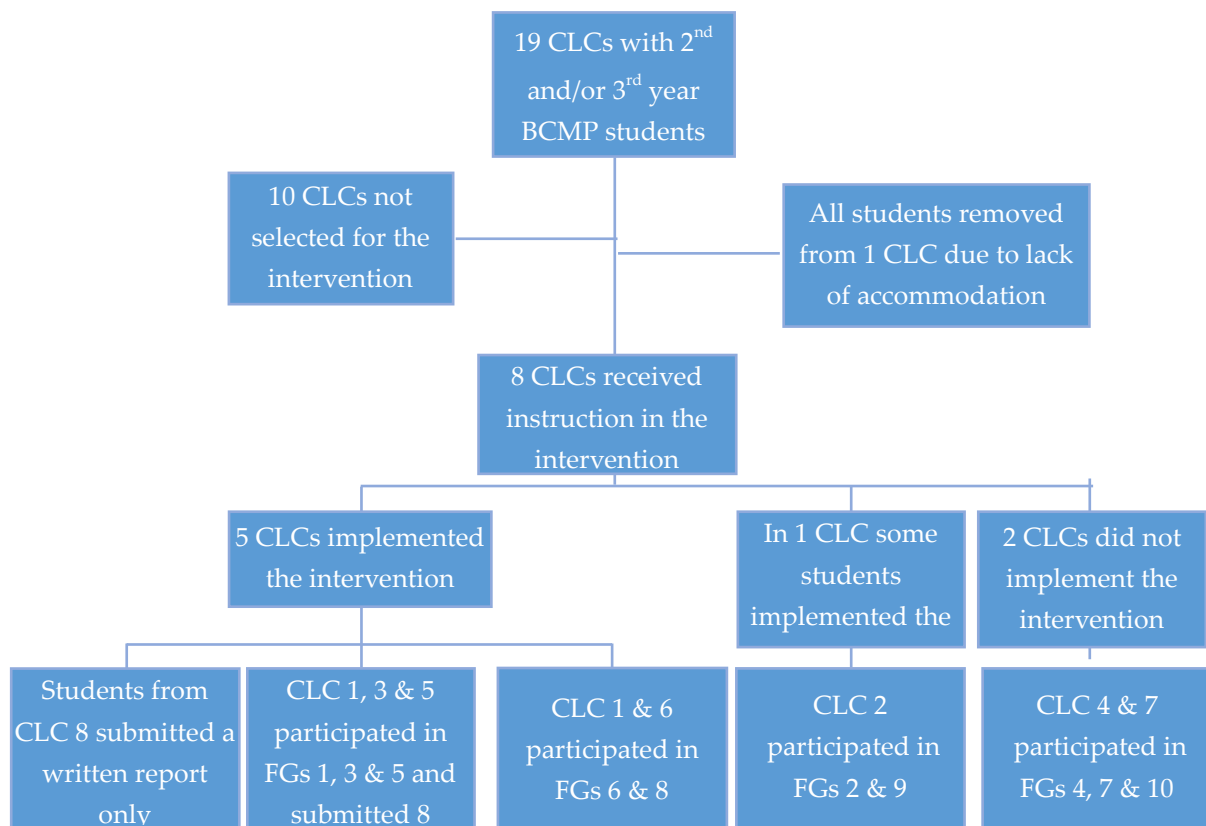 19 CLCs with 2nd
and/or 3rd year
BCMP students
10 CLCs not
selected for the
intervention
All students removed
from 1 CLC due to lack
of accommodation
8 CLCs received
instruction in the
intervention
5 CLCs implemented
the intervention
In 1 CLC some
students
implemented the
2 CLCs did not
implement the
intervention
Students from
CLC 8 submitted a
written report
only
CLC 1, 3 & 5
participated in
FGs 1, 3 & 5 and
submitted 8
CLC 1 & 6
participated in
FGs 6 & 8
CLC 2
participated in
FGs 2 & 9
CLC 4 & 7
participated in
FGs 4, 7 & 10